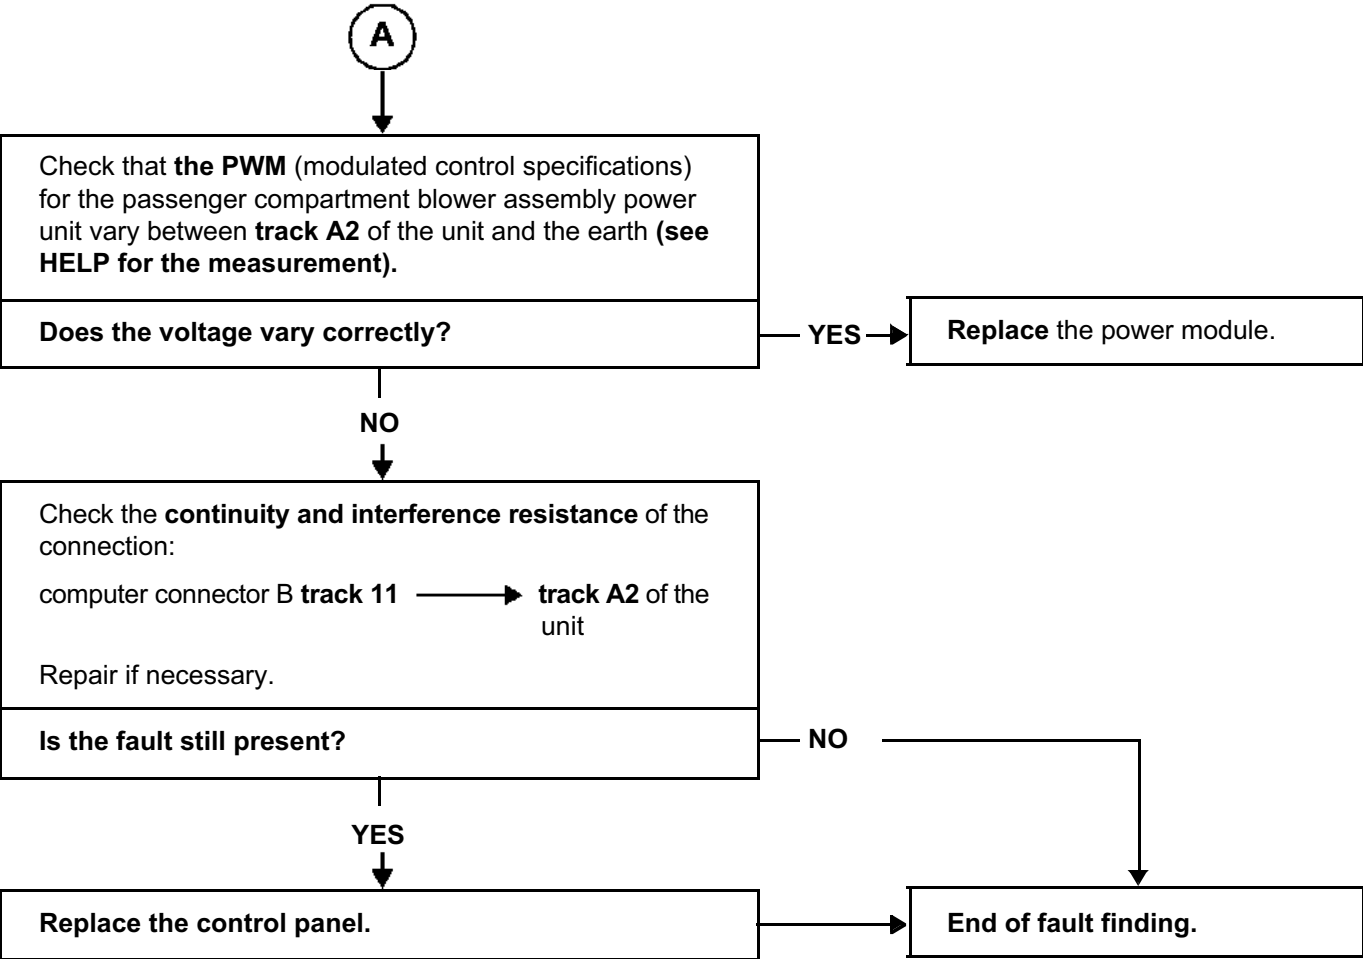 A
Check that the PWM (modulated control specifications)
for the passenger compartment blower assembly power
unit vary between track A2 of the unit and the earth (see
HELP for the measurement).
Does the voltage vary correctly?
YES
Replace the power module.
NO
Check the continuity and interference resistance of the
connection:
computer connector B track 11 track A2 of the
unit
Repair if necessary.
Is the fault still present?
NO
YES
Replace the control panel.
End of fault finding.